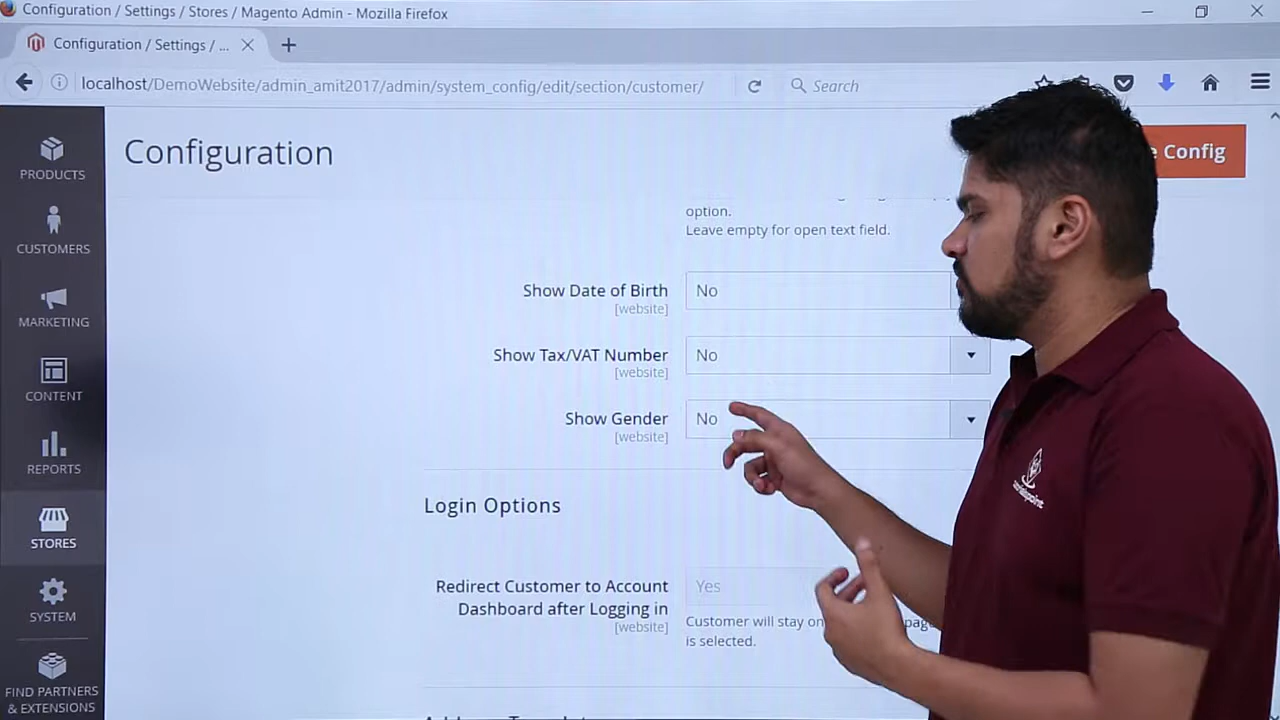 Configuration / Settings / Stores / Magento Admin - Mozilla Firefox
Configuration / Settings / ...
localhost/DemoWebsite/admin_amit2017/admin/system_config/edit/section/customer/
Search
Configuration
Config
PRODUCTS
CUSTOMERS
MARKETING
CONTENT
REPORTS
STORES
SYSTEM
FIND PARTNERS
& EXTENSIONS
option.
Leave empty for open text field.
Show Date of Birth
[website]
No
Show Tax/VAT Number
[website]
No
Show Gender
[website]
No
Login Options
Redirect Customer to Account
Dashboard after Logging in
[website]
Yes
Customer will stay on
is selected.